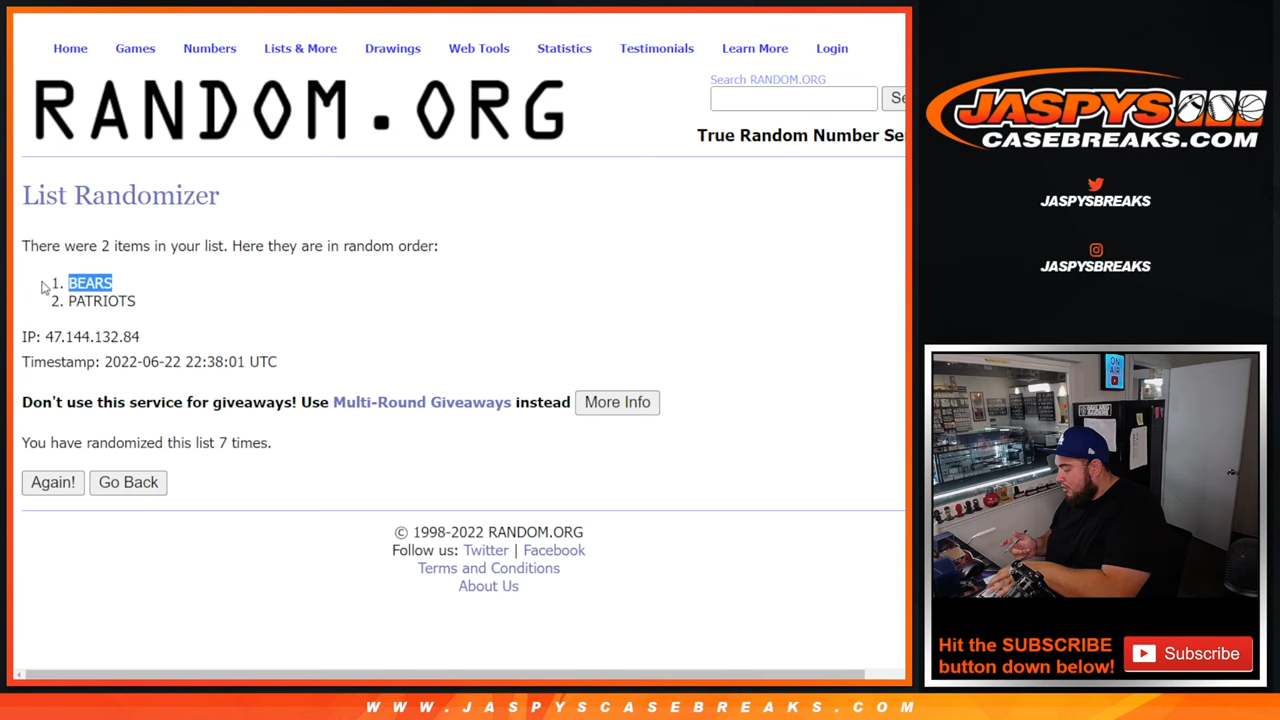 Home Games Numbers Lists & More Drawings Web Tools Statistics Testimonials Learn More Login
RANDOM.ORG
Search RANDOM.ORG
Se
True Random Number Se
List Randomizer
There were 2 items in your list. Here they are in random order:
1. BEARS
2. PATRIOTS
IP: 47.144.132.84
Timestamp: 2022-06-22 22:38:01 UTC
Don't use this service for giveaways! Use Multi-Round Giveaways instead More Info
You have randomized this list 7 times.
Again! Go Back
© 1998-2022 RANDOM.ORG
Follow us: Twitter | Facebook
Terms and Conditions
About Us
JASPYS
CASEBREAKS.COM
JASPYSBREAKS
JASPYSBREAKS
ON
AIR
OAKLAND
RAIDERS
Hit the SUBSCRIBE
button down below!
Subscribe
WWW.JASPYSCASEBREAKS.COM